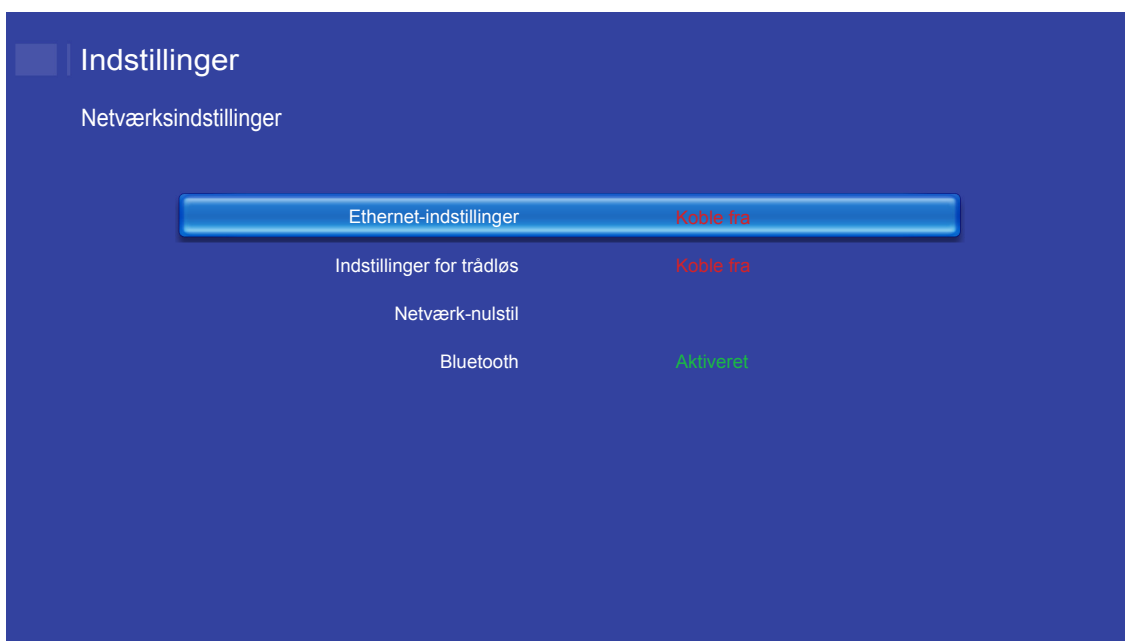 Indstillinger
Netværksindstillinger
Ethernet-indstillinger Koble fra
Indstillinger for trådløs Koble fra
Netværk-nulstil
Bluetooth Aktiveret